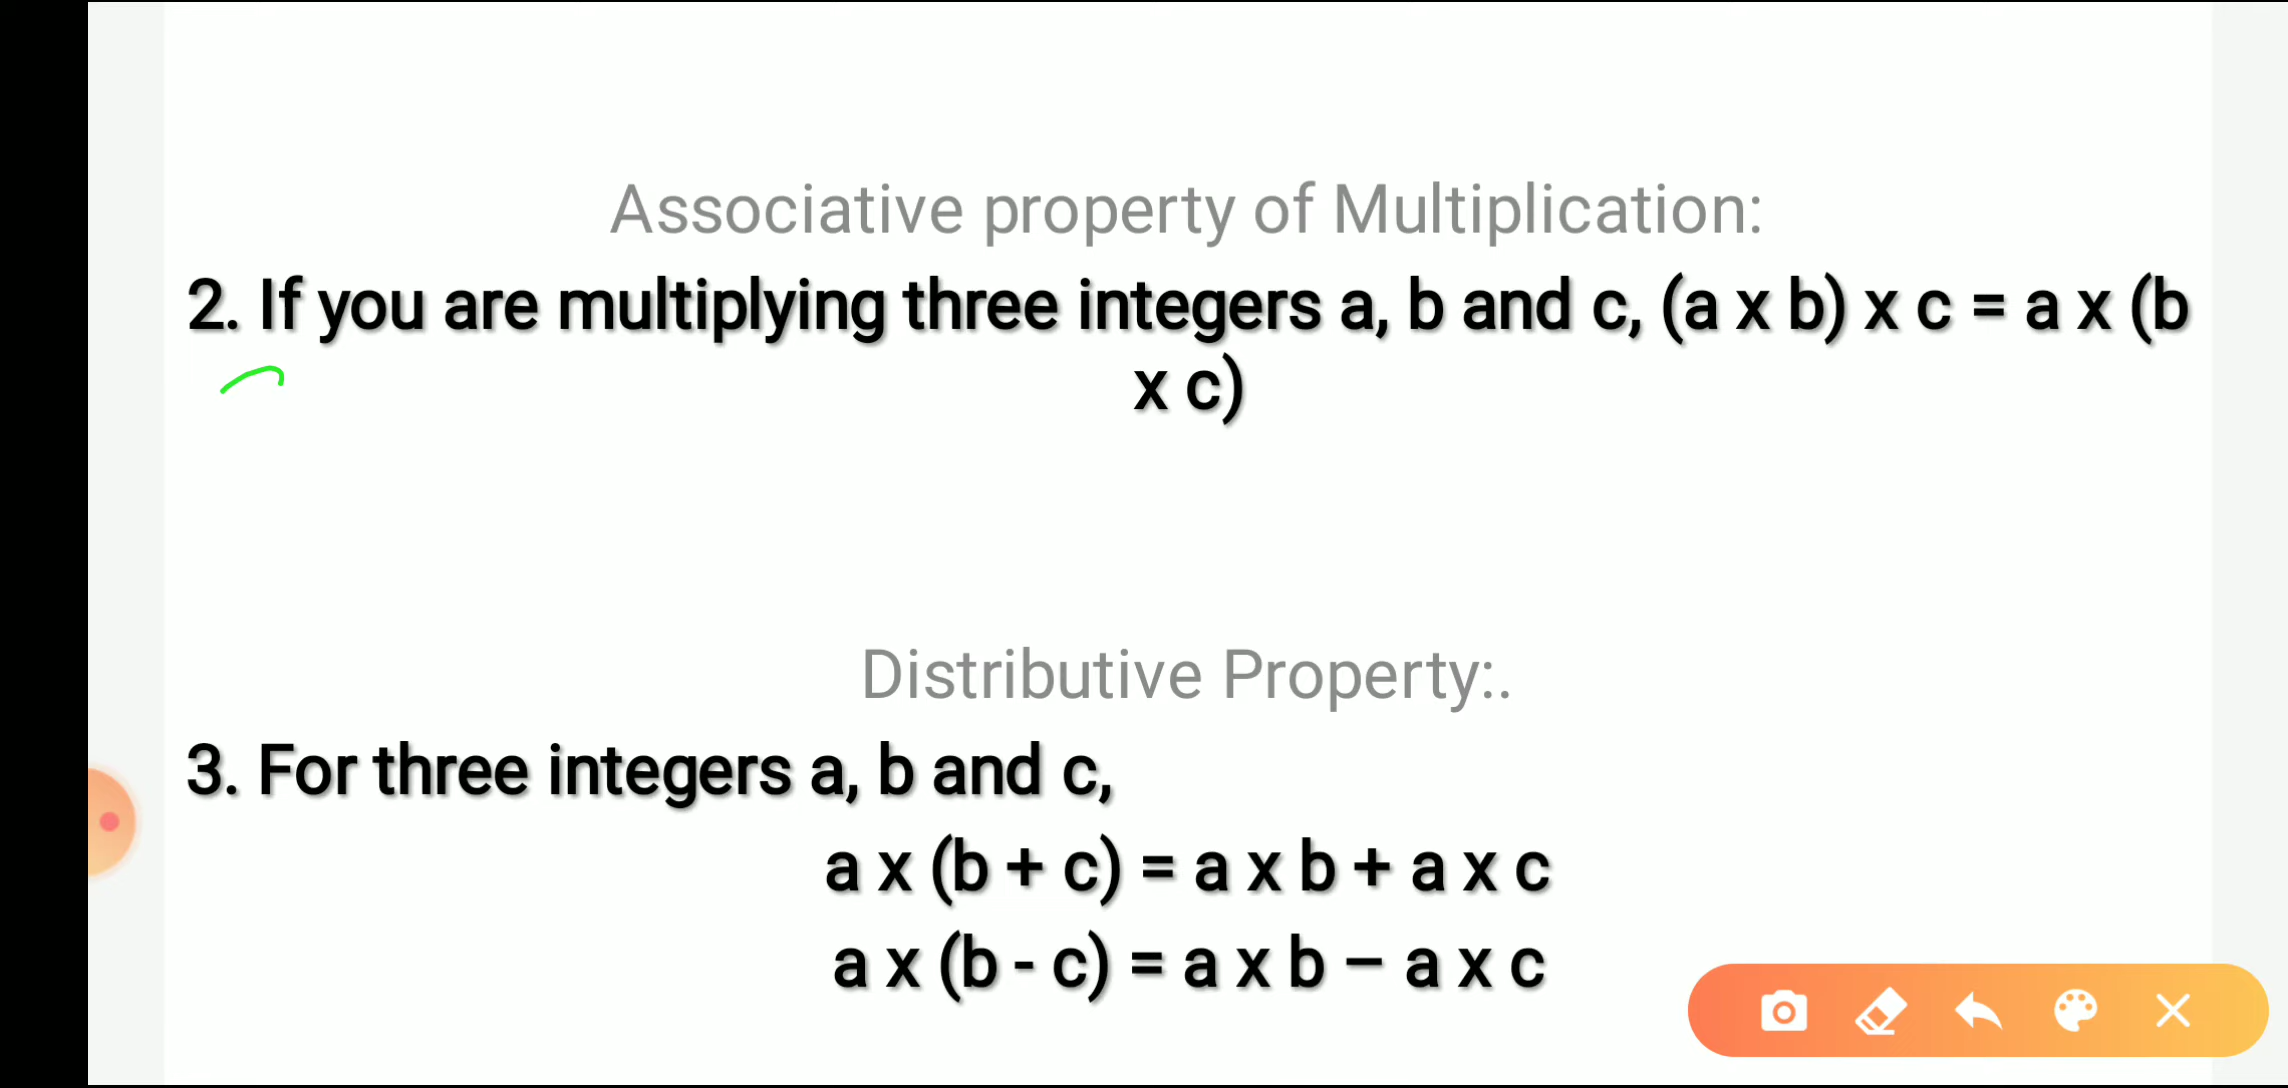 Associative property of Multiplication:
2. If you are multiplying three integers a, b and c, (a x b) x c = a x (b
x c)
Distributive Property:.
3. For three integers a, b and c,
a x (b + c) = a x b + a x c
a x (b - c) = a x b – a x c